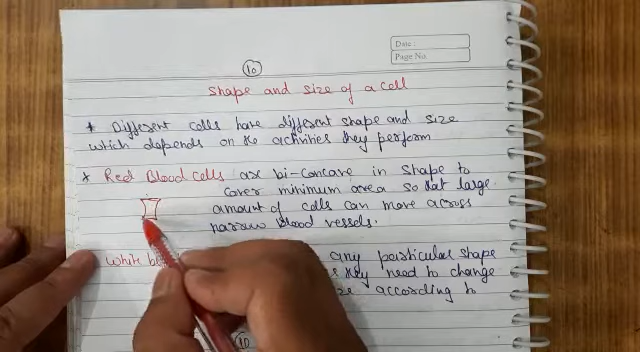 Date:
Page No
10
Shape and size of a cell
* Different cells have different shape and size
which depends on the activities they perform
* Red Blood cells are bi-concave in shape to
cover minimum area so that large
amount of cells can move across
narrow blood vessels.
White bl any particular shape
they need to change
according to
10